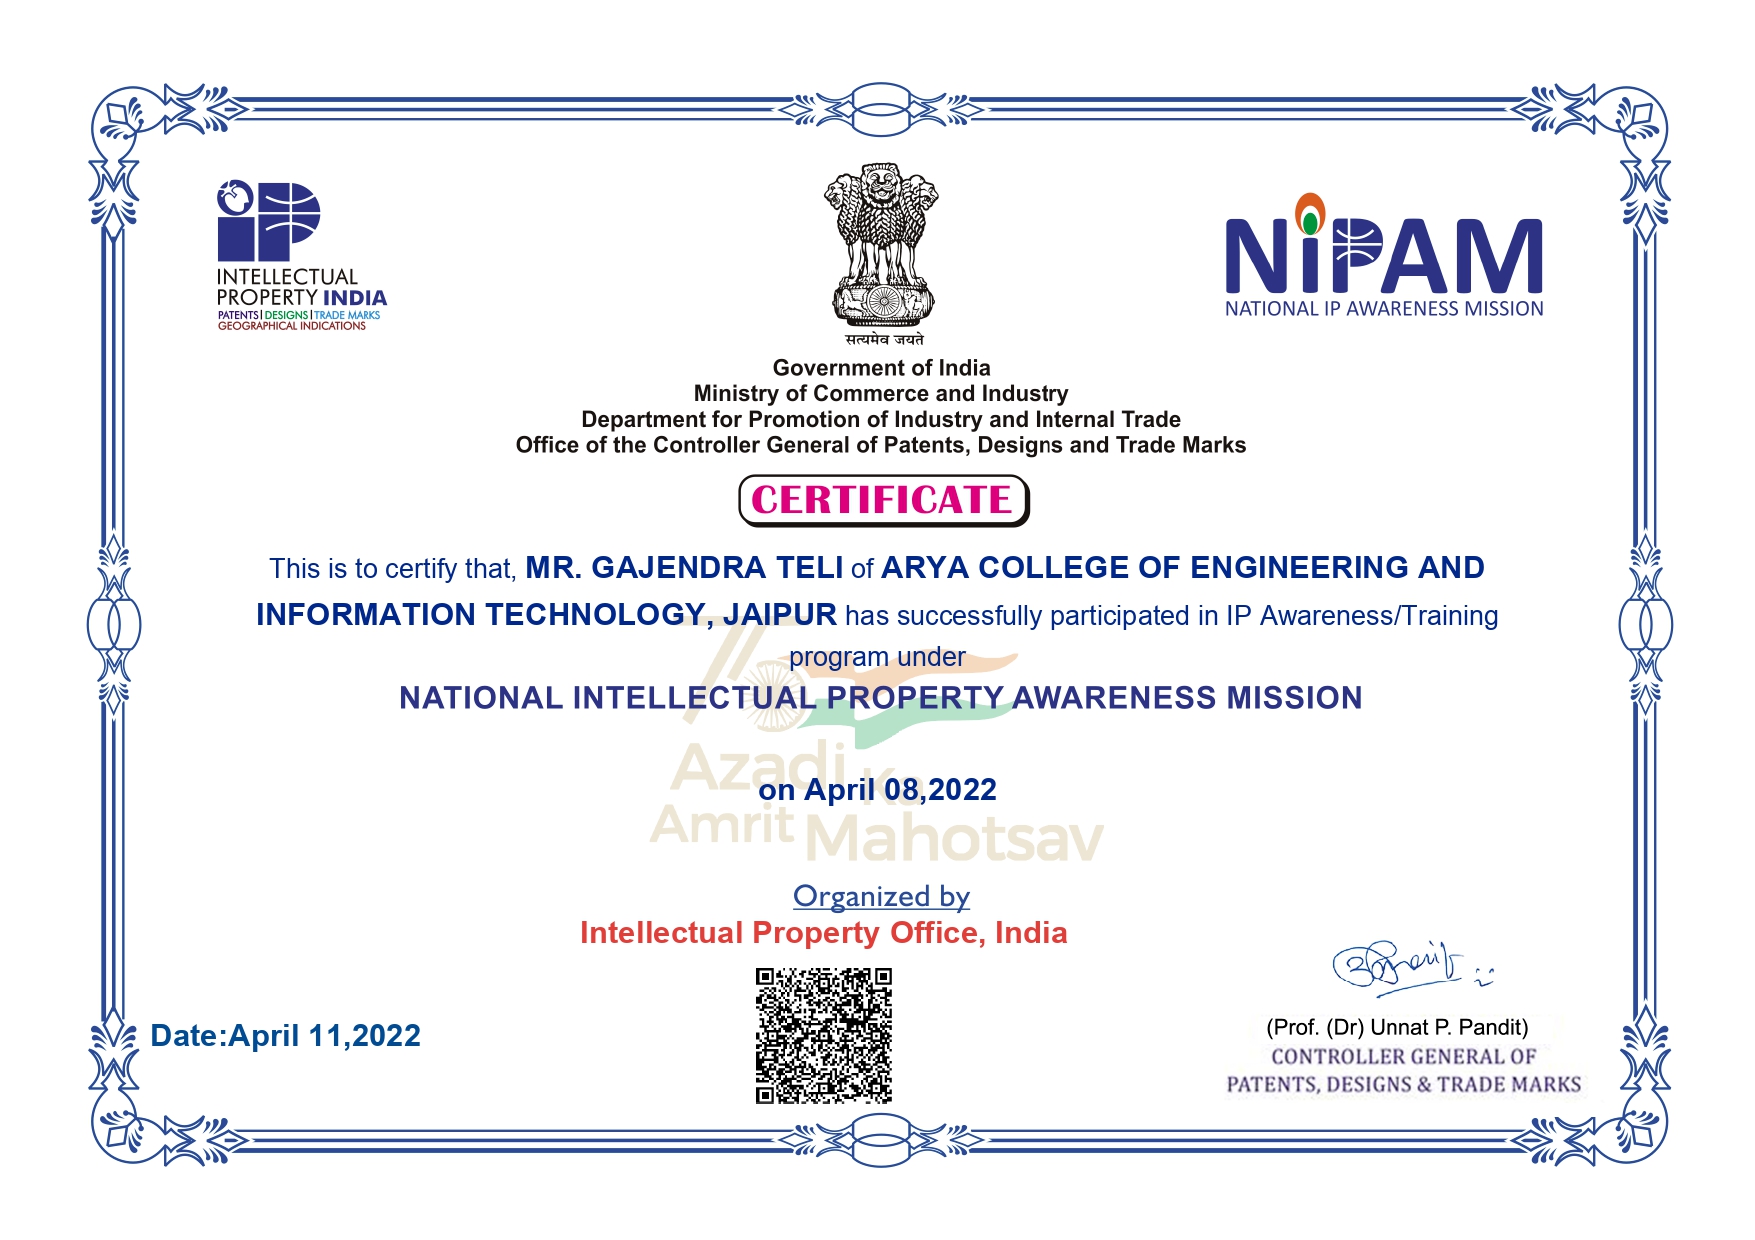 INTELLECTUAL
PROPERTY INDIA
PATENTS|DESIGNS|TRADE MARKS
GEOGRAPHICAL INDICATIONS
सत्यमेव जयते
NiPAM
NATIONAL IP AWARENESS MISSION
Government of India
Ministry of Commerce and Industry
Department for Promotion of Industry and Internal Trade
Office of the Controller General of Patents, Designs and Trade Marks
CERTIFICATE
This is to certify that, MR. GAJENDRA TELI of ARYA COLLEGE OF ENGINEERING AND
INFORMATION TECHNOLOGY, JAIPUR has successfully participated in IP Awareness/Training
program under
NATIONAL INTELLECTUAL PROPERTY AWARENESS MISSION
Azadi Ka
on April 08,2022
Amrit Mahotsav
Organized by
Intellectual Property Office, India
Date:April 11,2022
(Prof. (Dr) Unnat P. Pandit)
CONTROLLER GENERAL OF
PATENTS, DESIGNS & TRADE MARKS